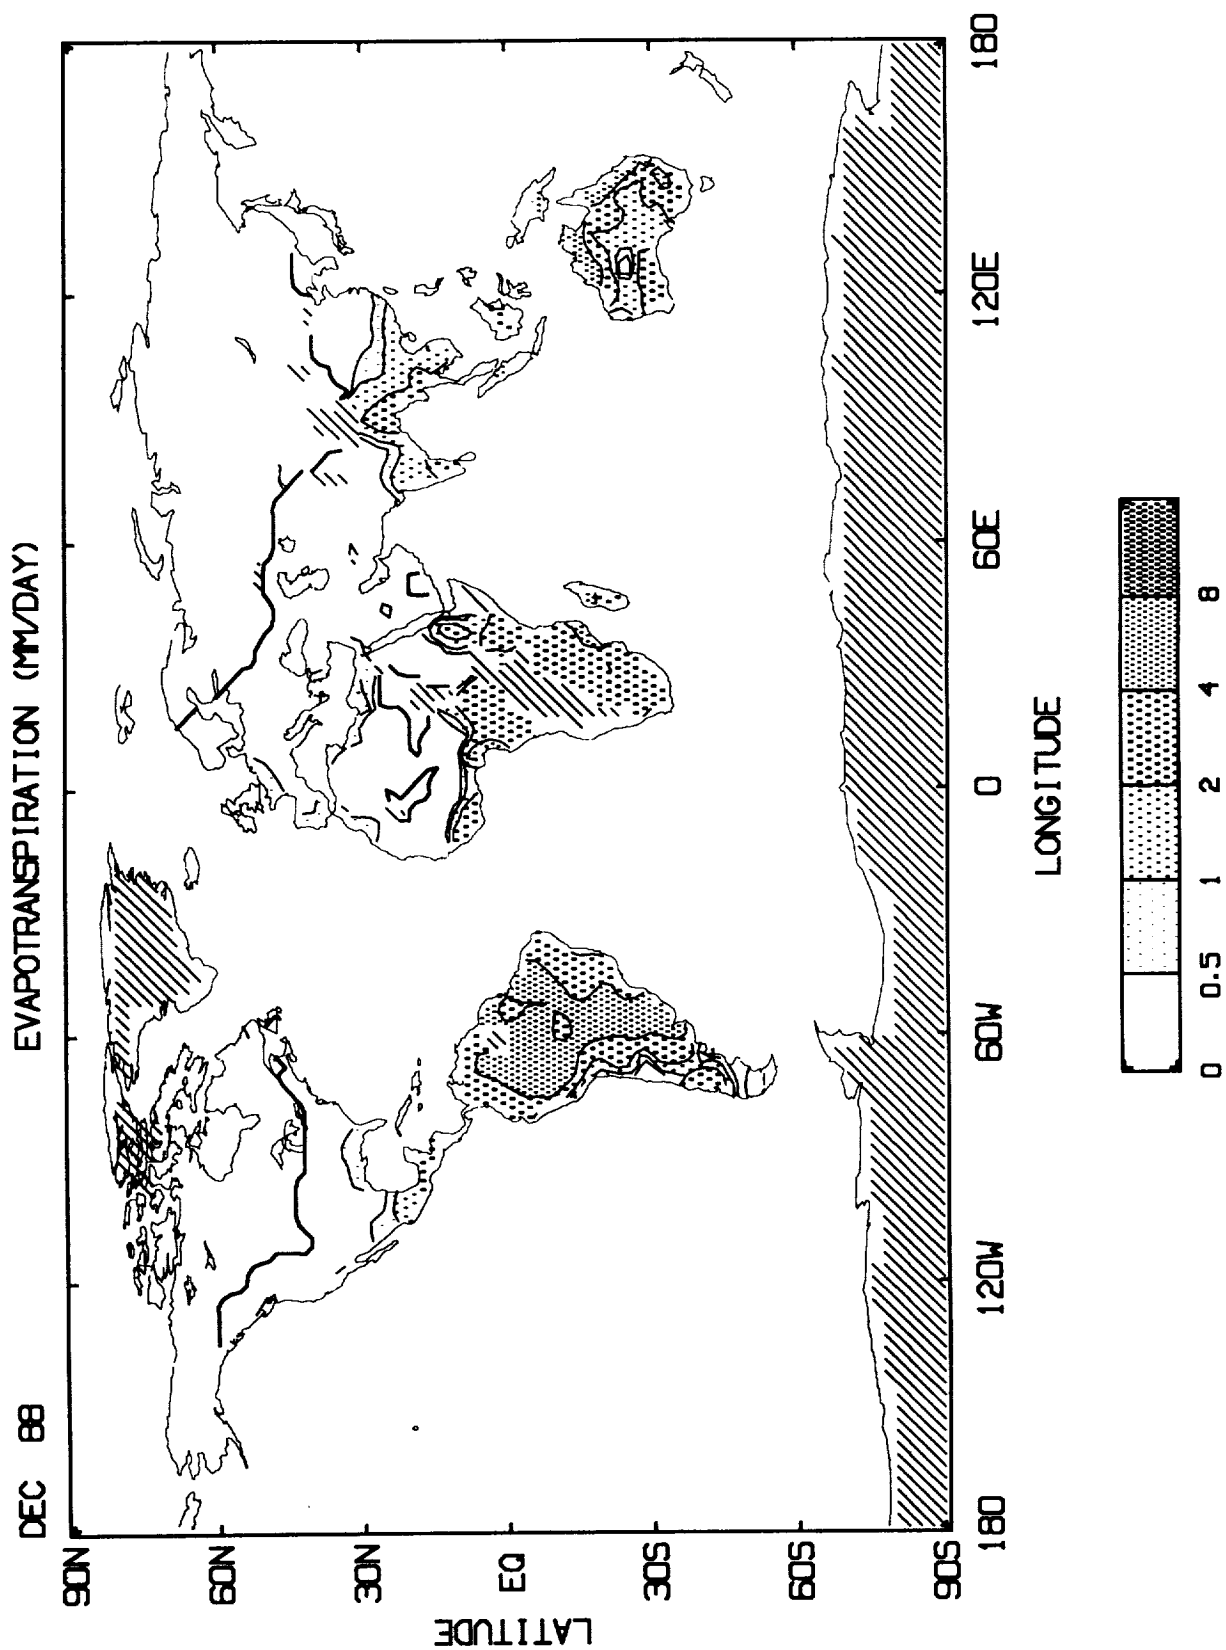 DEC 88 EVAPOTRANSPIRATION (MM/DAY)
90N
60N
30N
EQ
30S
60S
90S
LATITUDE
180 120W 60W 0 60E 120E 180
LONGITUDE
0 0.5 1 2 4 8